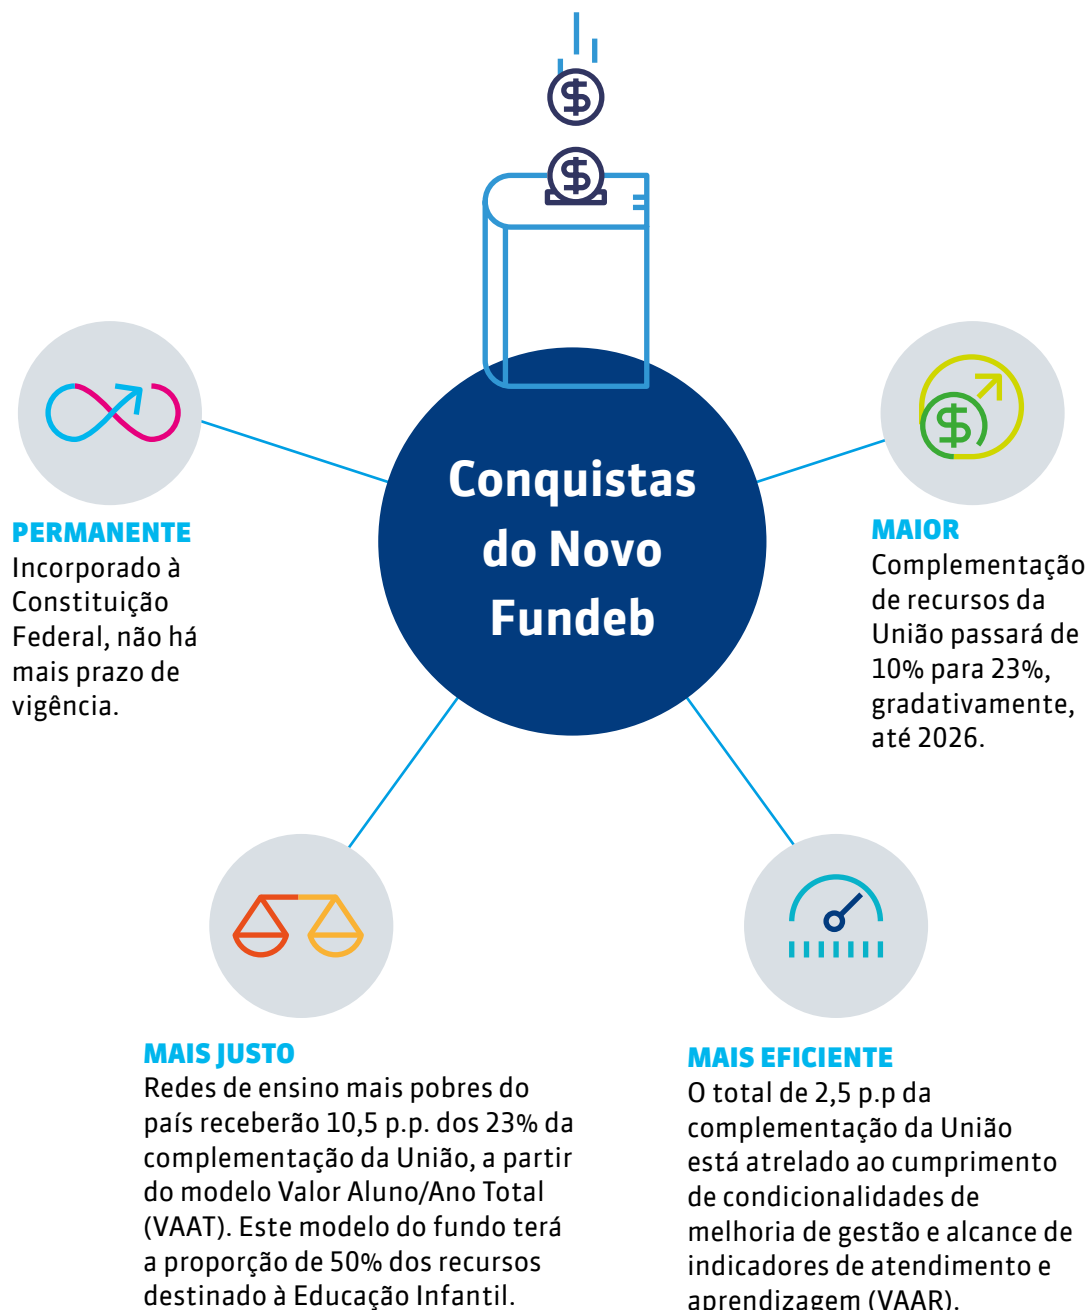 Conquistas
do Novo
Fundeb
PERMANENTE
Incorporado à
Constituição
Federal, não há
mais prazo de
vigência.
MAIOR
Complementação
de recursos da
União passará de
10% para 23%,
gradativamente,
até 2026.
MAIS JUSTO
Redes de ensino mais pobres do
país receberão 10,5 p.p. dos 23% da
complementação da União, a partir
do modelo Valor Aluno/Ano Total
(VAAT). Este modelo do fundo terá
a proporção de 50% dos recursos
destinado à Educação Infantil.
MAIS EFICIENTE
O total de 2,5 p.p da
complementação da União
está atrelado ao cumprimento
de condicionalidades de
melhoria de gestão e alcance de
indicadores de atendimento e
aprendizagem (VAAR).